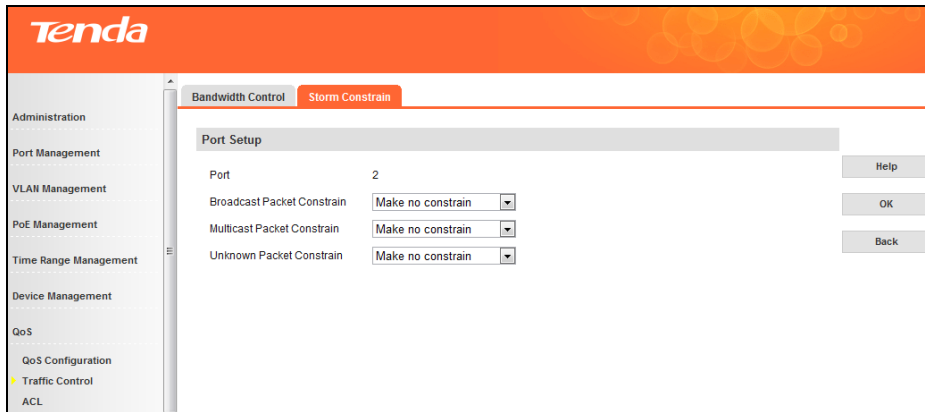 Tenda
Bandwidth Control Storm Constrain
Administration
Port Management
VLAN Management
PoE Management
Time Range Management
Device Management
QoS
QoS Configuration
Traffic Control
ACL
Port Setup
Port 2
Broadcast Packet Constrain Make no constrain
Multicast Packet Constrain Make no constrain
Unknown Packet Constrain Make no constrain
Help
OK
Back